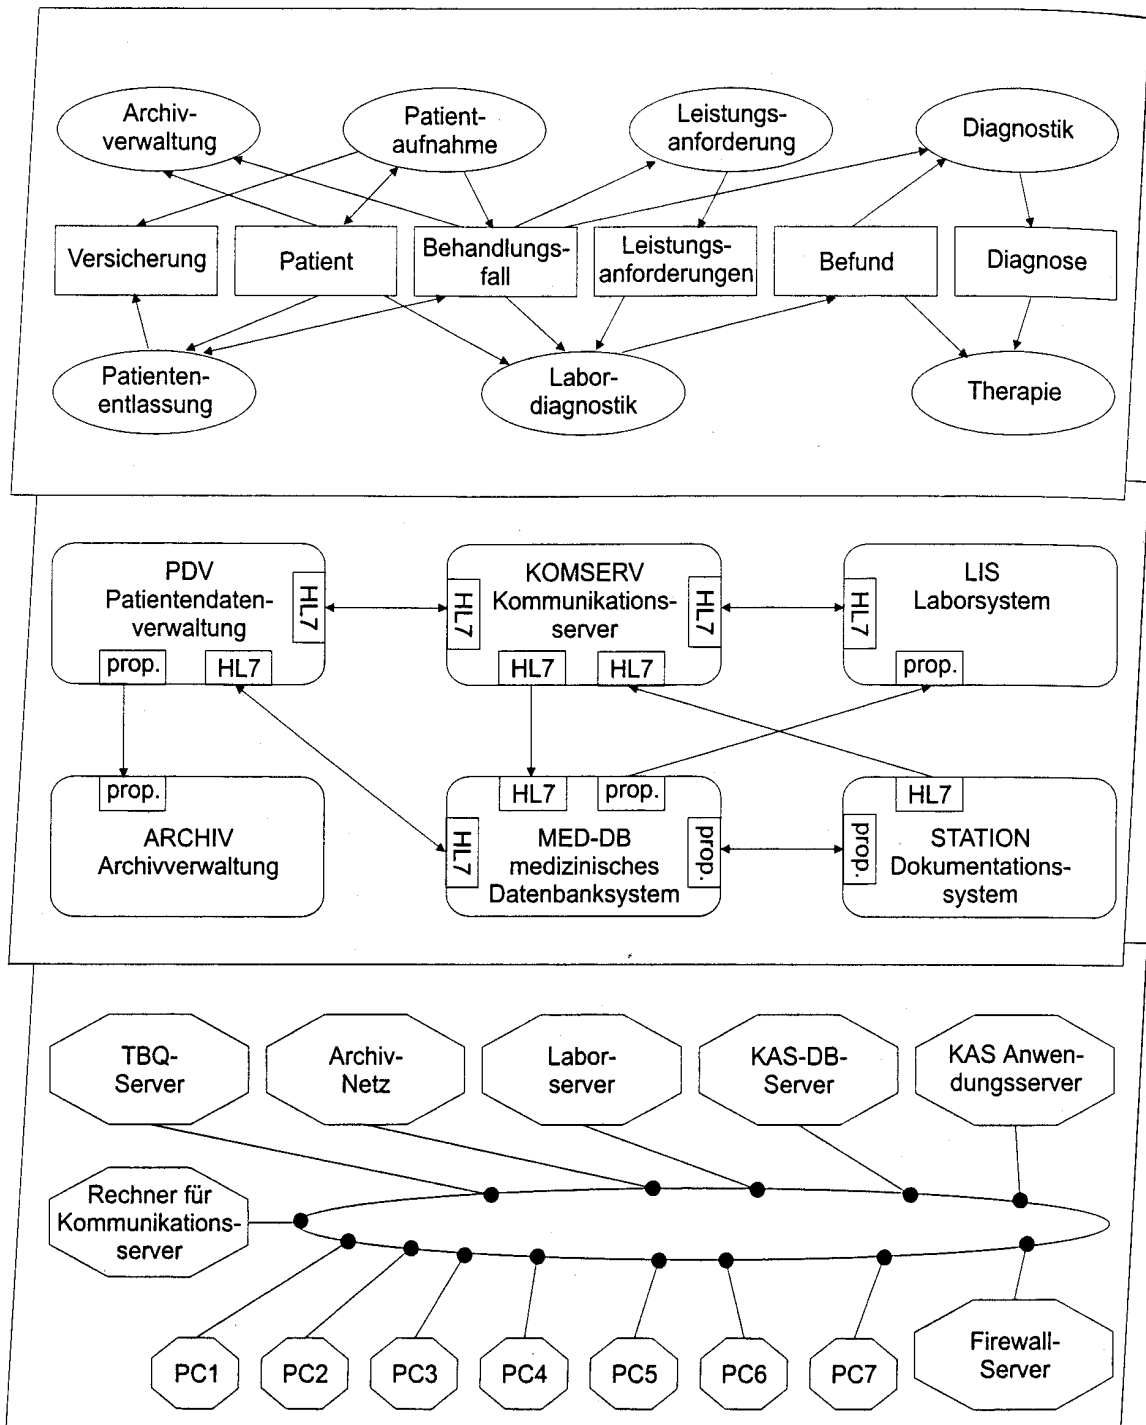 Archiv-
verwaltung
Patient-
aufnahme
Leistungs-
anforderung
Diagnostik
Versicherung
Patient
Behandlungs-
fall
Leistungs-
anforderungen
Befund
Diagnose
Patienten-
entlassung
Labor-
diagnostik
Therapie
PDV
Patientendaten-
verwaltung
HL7
prop.
HL7
HL7
KOMSERV
Kommunikations-
server
HL7
HL7
HL7
HL7
LIS
Laborsystem
prop.
prop.
ARCHIV
Archivverwaltung
HL7
prop.
HL7
MED-DB
medizinisches
Datenbanksystem
prop.
HL7
prop.
STATION
Dokumentations-
system
TBQ-
Server
Archiv-
Netz
Labor-
server
KAS-DB-
Server
KAS Anwen-
dungsserver
Rechner für
Kommunikations-
server
PC1
PC2
PC3
PC4
PC5
PC6
PC7
Firewall-
Server